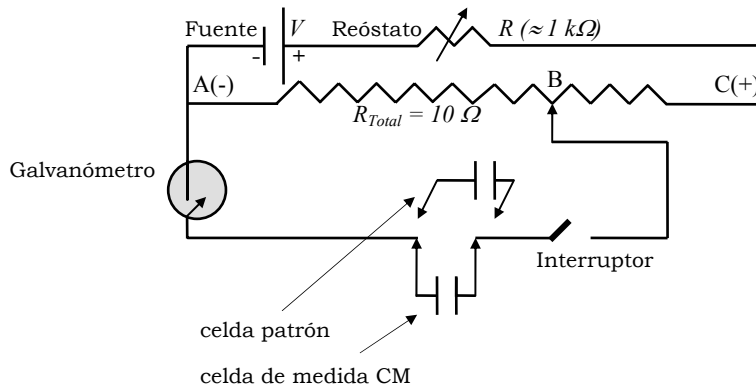 Fuente
V
Reóstato
R (≈1 kΩ)
-
+
A(-)
B
C(+)
R_Total = 10 Ω
Galvanómetro
Interruptor
celda patrón
celda de medida CM